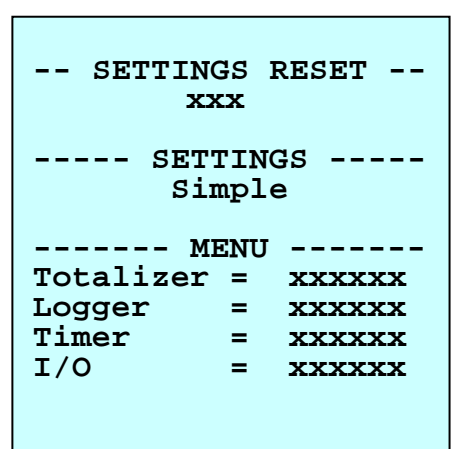 -- SETTINGS RESET --
xxx
----- SETTINGS -----
Simple
------- MENU -------
Totalizer = xxxxxx
Logger = xxxxxx
Timer = xxxxxx
I/O = xxxxxx